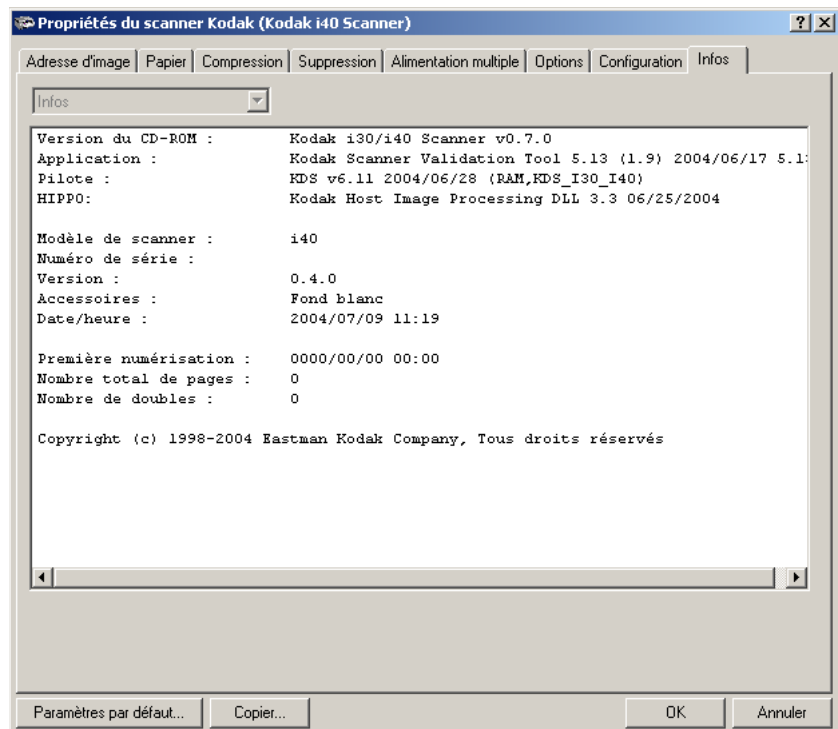 Propriétés du scanner Kodak (Kodak i40 Scanner)
Adresse d'image Papier Compression Suppression Alimentation multiple Options Configuration Infos
Infos
Version du CD-ROM : Kodak i30/i40 Scanner v0.7.0
Application : Kodak Scanner Validation Tool 5.13 (1.9) 2004/06/17 5.1
Pilote : KDS v6.11 2004/06/28 (RAM,KDS_I30_I40)
HIPPO: Kodak Host Image Processing DLL 3.3 06/25/2004
Modèle de scanner : i40
Numéro de série :
Version : 0.4.0
Accessoires : Fond blanc
Date/heure : 2004/07/09 11:19
Première numérisation : 0000/00/00 00:00
Nombre total de pages : 0
Nombre de doubles : 0
Copyright (c) 1998-2004 Eastman Kodak Company, Tous droits réservés
Paramètres par défaut... Copier... OK Annuler